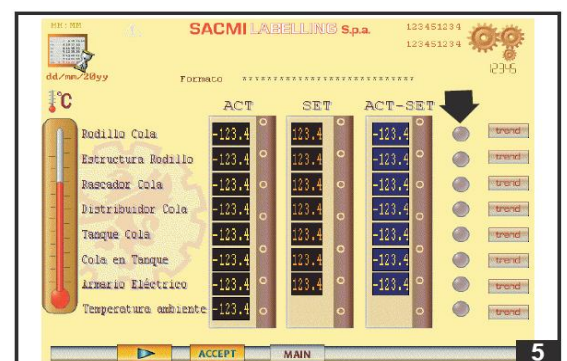 HH:MM
SACMI LABELLING S.p.a.
123451234
123451234
12345
dd/mm/20yy
Formato ****************************
°C
ACT SET ACT-SET
Rodillo Cola -123.4 123.4 -123.4 trend
Estructura Rodillo -123.4 123.4 -123.4 trend
Rascador Cola -123.4 123.4 -123.4 trend
Distribuidor Cola -123.4 123.4 -123.4 trend
Tanque Cola -123.4 123.4 -123.4 trend
Cola en Tanque -123.4 123.4 -123.4 trend
Armario Eléctrico -123.4 123.4 -123.4 trend
Temperatura ambiente -123.4 trend
ACCEPT MAIN
5